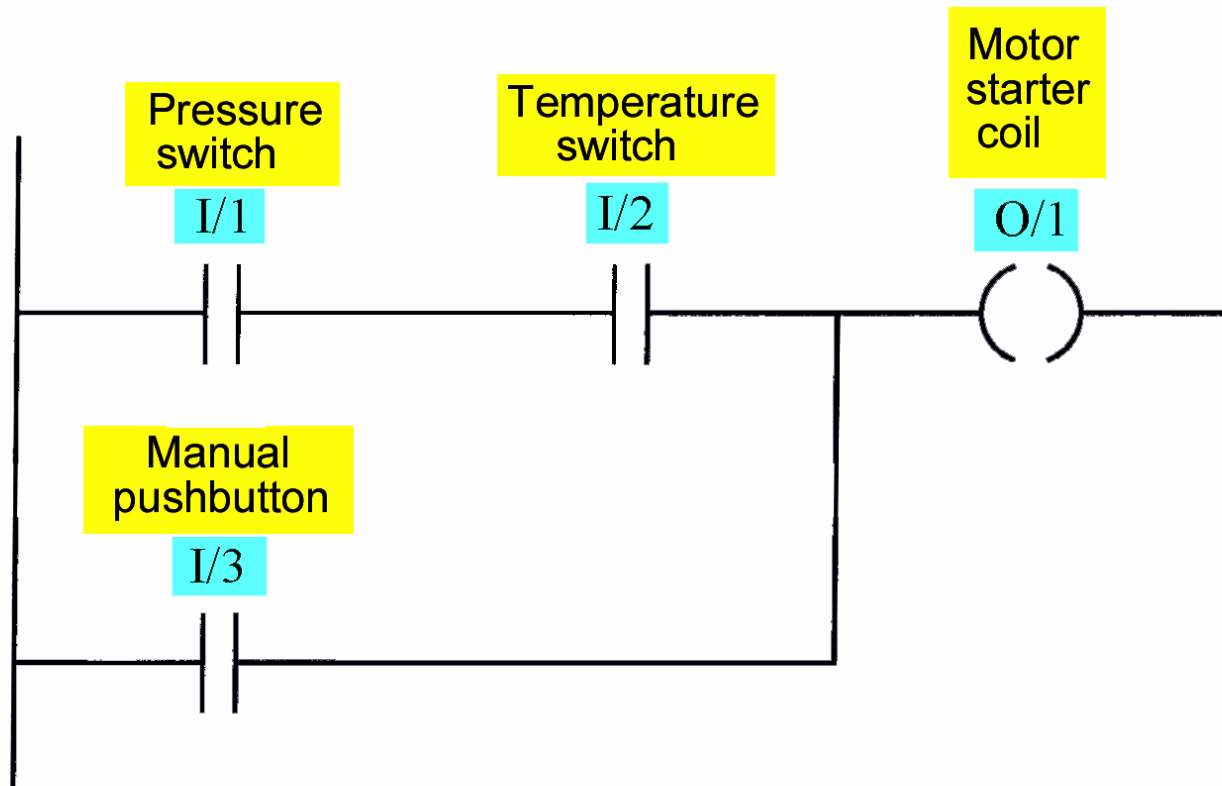 Pressure
switch
I/1
Temperature
switch
I/2
Motor
starter
coil
O/1
Manual
pushbutton
I/3